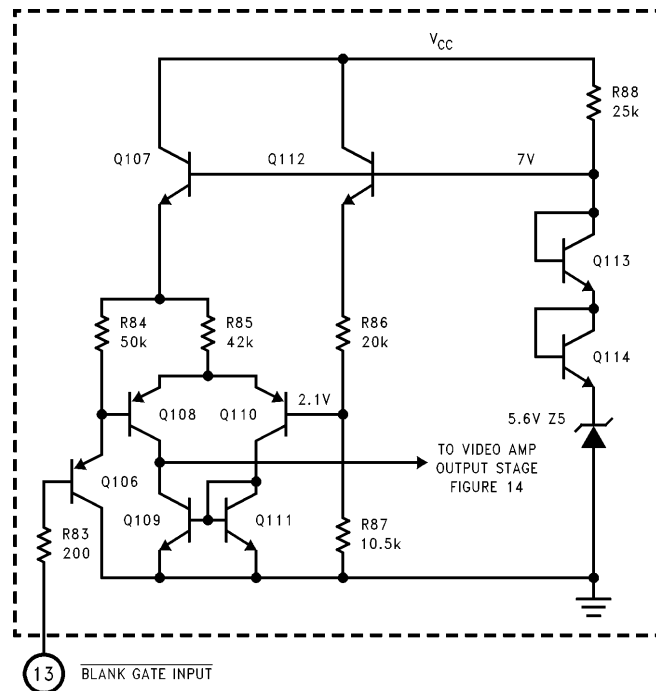 VCC
R88
25k
Q107
Q112
7V
Q113
R84
50k
R85
42k
R86
20k
Q114
Q108
Q110
2.1V
5.6V Z5
Q106
TO VIDEO AMP
OUTPUT STAGE
FIGURE 14
Q109
Q111
R83
200
R87
10.5k
13 BLANK GATE INPUT